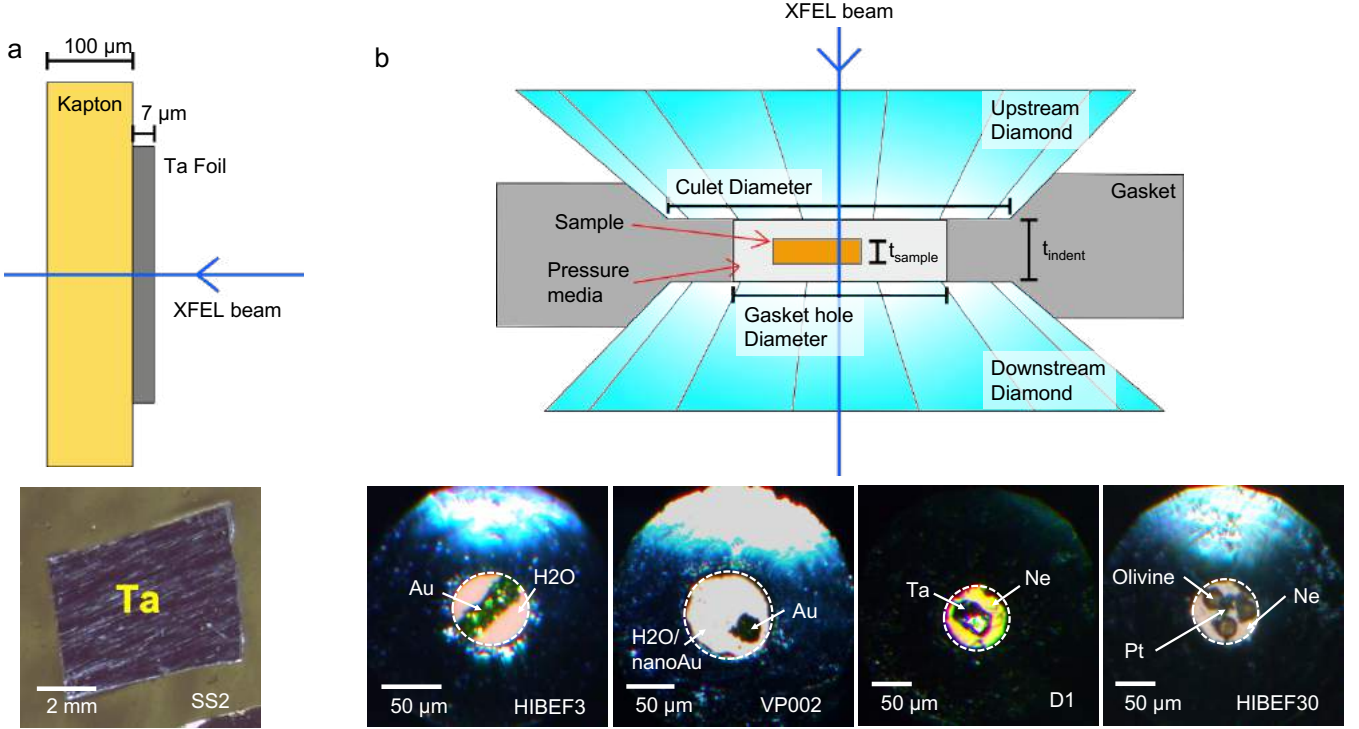 a
100 µm
Kapton
7 µm
Ta Foil
XFEL beam
Ta
2 mm
SS2
b
XFEL beam
Upstream
Diamond
Culet Diameter
Gasket
Sample
t_sample
t_indent
Pressure
media
Gasket hole
Diameter
Downstream
Diamond
Au
H2O
50 µm
HIBEF3
H2O/
nanoAu
Au
50 µm
VP002
Ta
Ne
50 µm
D1
Olivine
Ne
Pt
50 µm
HIBEF30